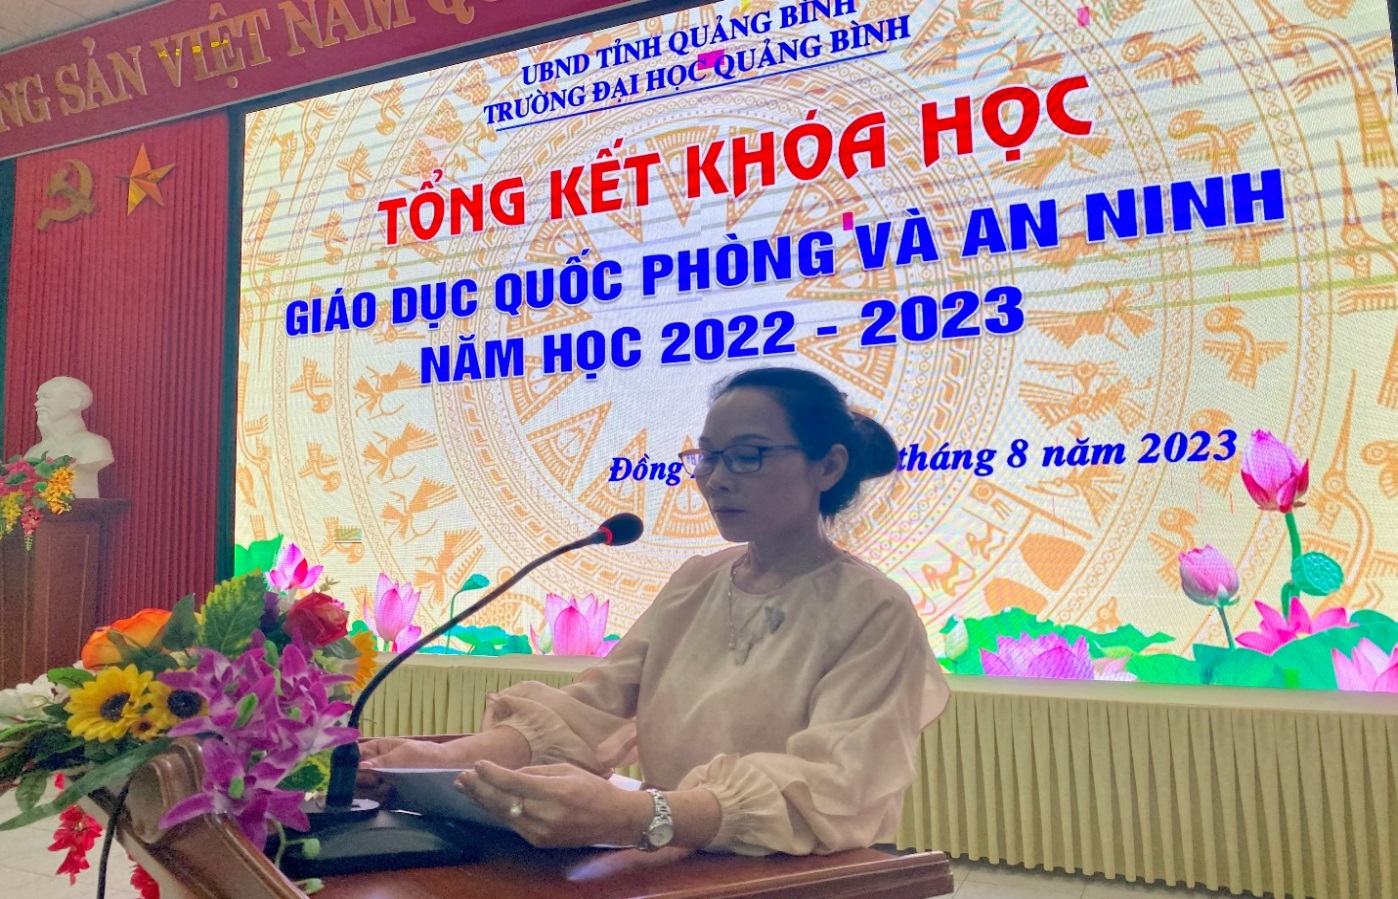 SẢN VIỆT NAM
UBND TỈNH QUẢNG BÌNH
TRƯỜNG ĐẠI HỌC QUẢNG BÌNH
TỔNG KẾT KHÓA HỌC
GIÁO DỤC QUỐC PHÒNG VÀ AN NINH
NĂM HỌC 2022 - 2023
Đồng tháng 8 năm 2023